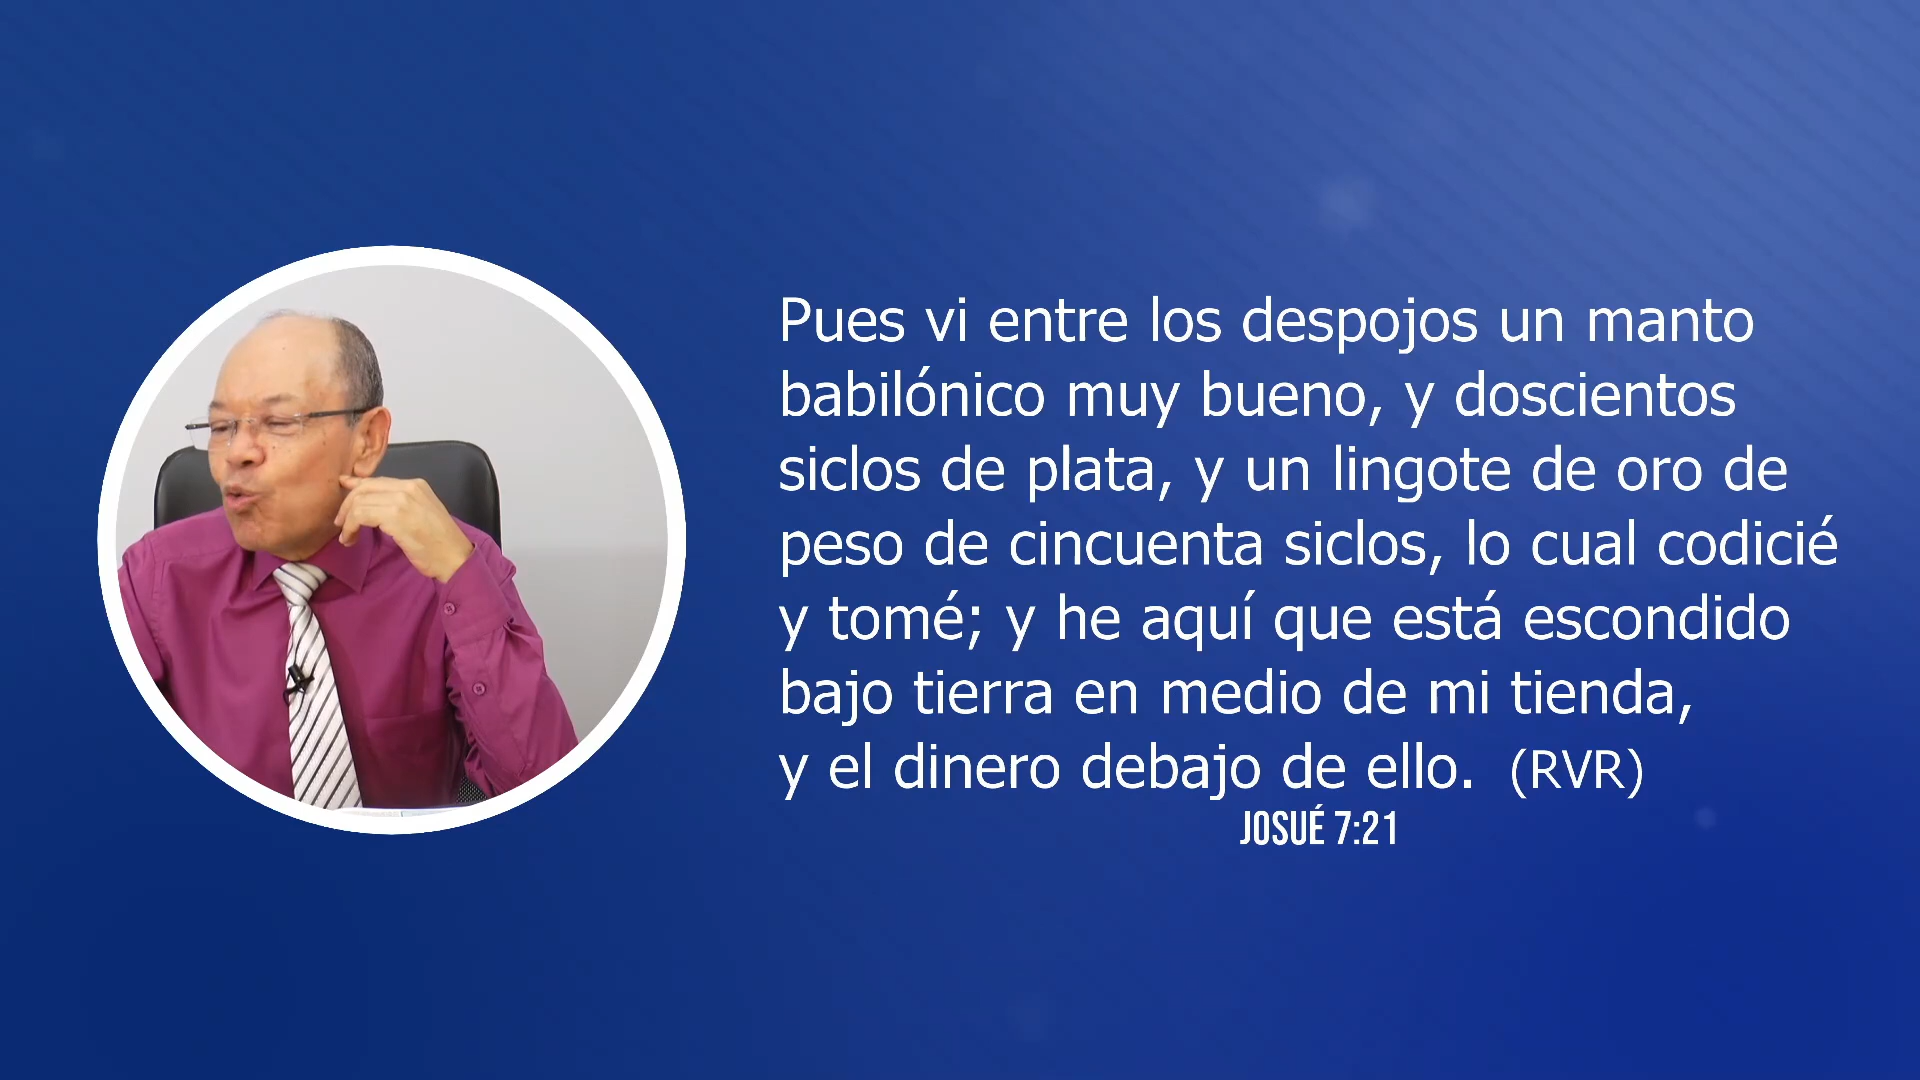 Pues vi entre los despojos un manto
babilónico muy bueno, y doscientos
siclos de plata, y un lingote de oro de
peso de cincuenta siclos, lo cual codicié
y tomé; y he aquí que está escondido
bajo tierra en medio de mi tienda,
y el dinero debajo de ello. (RVR)
JOSUÉ 7:21